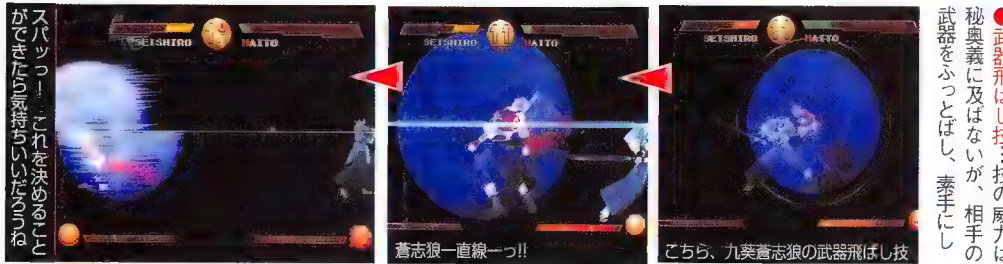 ●武器飛ばし技…技の威力は
秘奥義に及ばないが、相手の
武器をふっとばし、素手にし
SEISHIRO
HAITO
こちら、九葵蒼志狼の武器飛ばし技
SEISHIRO
HAITO
蒼志狼一直線ーっ!!
SEISHIRO
HAITO
スパッっ！ これを決めること
ができたら気持ちいいだろうね